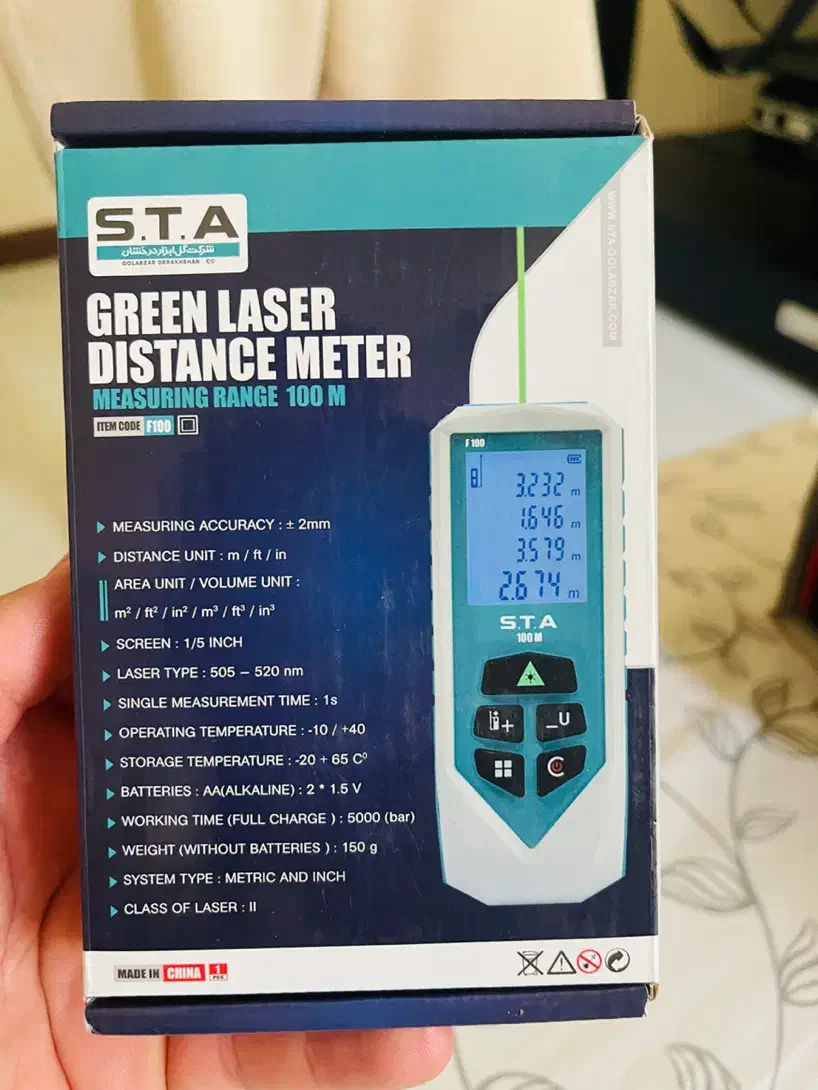 S.T.A
شرکت گل ابزار درخشان
GOLABZAR DERAKHSHAN . CO
WWW.STA-GOLABZAR.COM
GREEN LASER
DISTANCE METER
MEASURING RANGE 100 M
ITEM CODE F100
MEASURING ACCURACY : ± 2mm
DISTANCE UNIT : m / ft / in
AREA UNIT / VOLUME UNIT :
m² / ft² / in² / m³ / ft³ / in³
SCREEN : 1/5 INCH
LASER TYPE : 505 – 520 nm
SINGLE MEASUREMENT TIME : 1s
OPERATING TEMPERATURE : -10 / +40
STORAGE TEMPERATURE : -20 + 65 C⁰
BATTERIES : AA(ALKALINE) : 2 * 1.5 V
WORKING TIME (FULL CHARGE ) : 5000 (bar)
WEIGHT (WITHOUT BATTERIES ) : 150 g
SYSTEM TYPE : METRIC AND INCH
CLASS OF LASER : II
F 100
3.232 m
1.646 m
3.579 m
2.674 m
S.T.A
100 M
+ _U
C
MADE IN CHINA 1 PCS